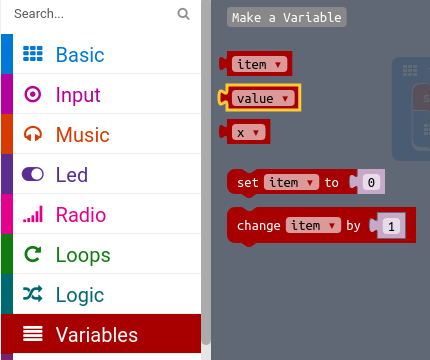 Search...
Basic
Input
Music
Led
Radio
Loops
Logic
Variables
Make a Variable
item
value
x
set item to 0
change item by 1